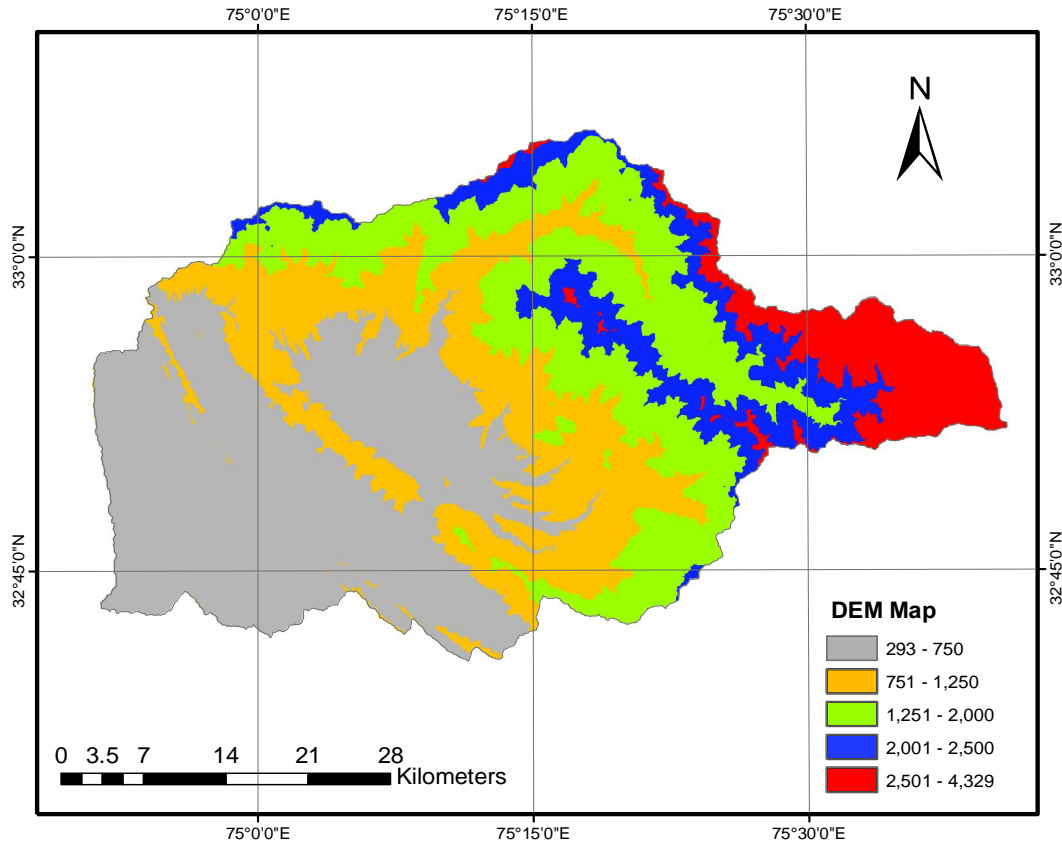 75°0'0"E 75°15'0"E 75°30'0"E
N
33°0'0"N 33°0'0"N
32°45'0"N 32°45'0"N
DEM Map
293 - 750
751 - 1,250
1,251 - 2,000
2,001 - 2,500
2,501 - 4,329
0 3.5 7 14 21 28
Kilometers
75°0'0"E 75°15'0"E 75°30'0"E